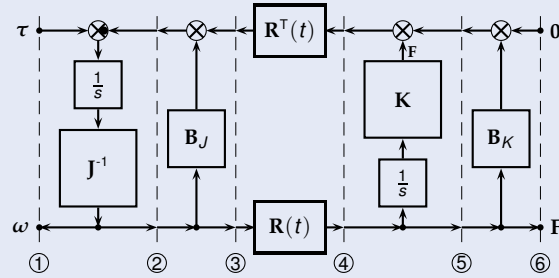 τ
R^T(t)
F
0
1/s
K
B_J
B_K
J^-1
1/s
ω
R(t)
F
① ② ③ ④ ⑤ ⑥